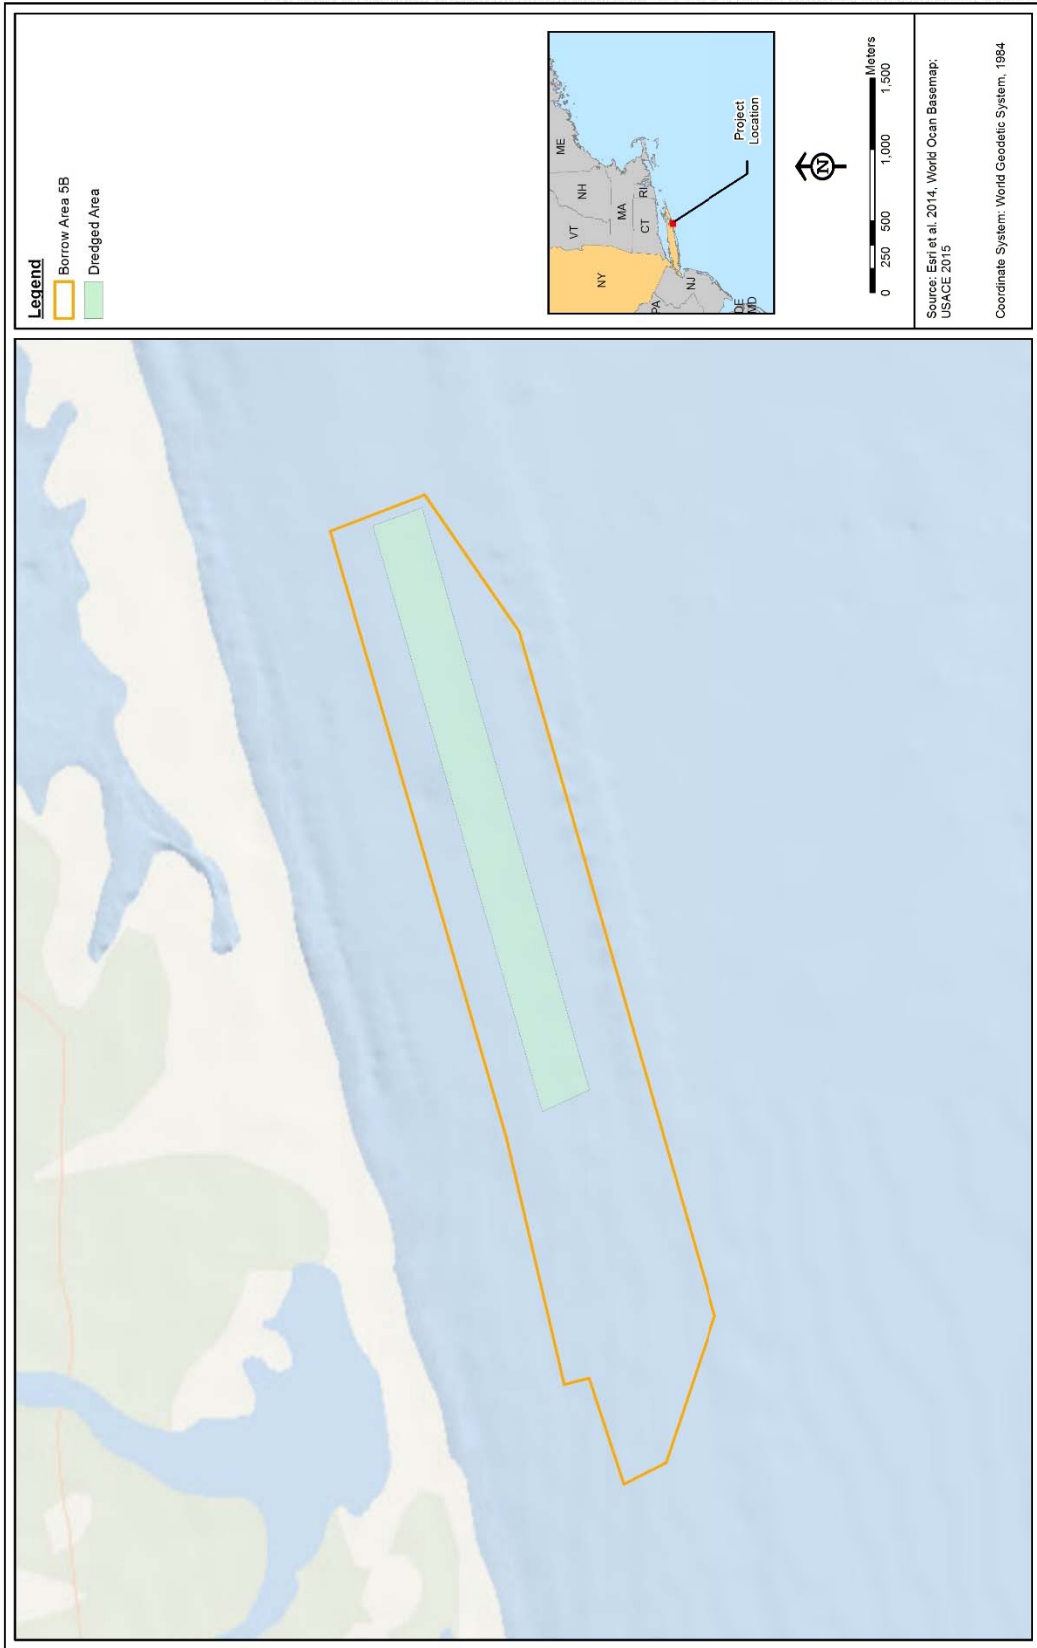 Legend
Borrow Area 5B
Dredged Area
ME
VT
NH
MA
NY
CT
RI
PA
NJ
DE
MD
Project
Location
N
Meters
0 250 500 1,000 1,500
Source: Esri et al. 2014, World Ocan Basemap;
USACE 2015
Coordinate System: World Geodetic System, 1984